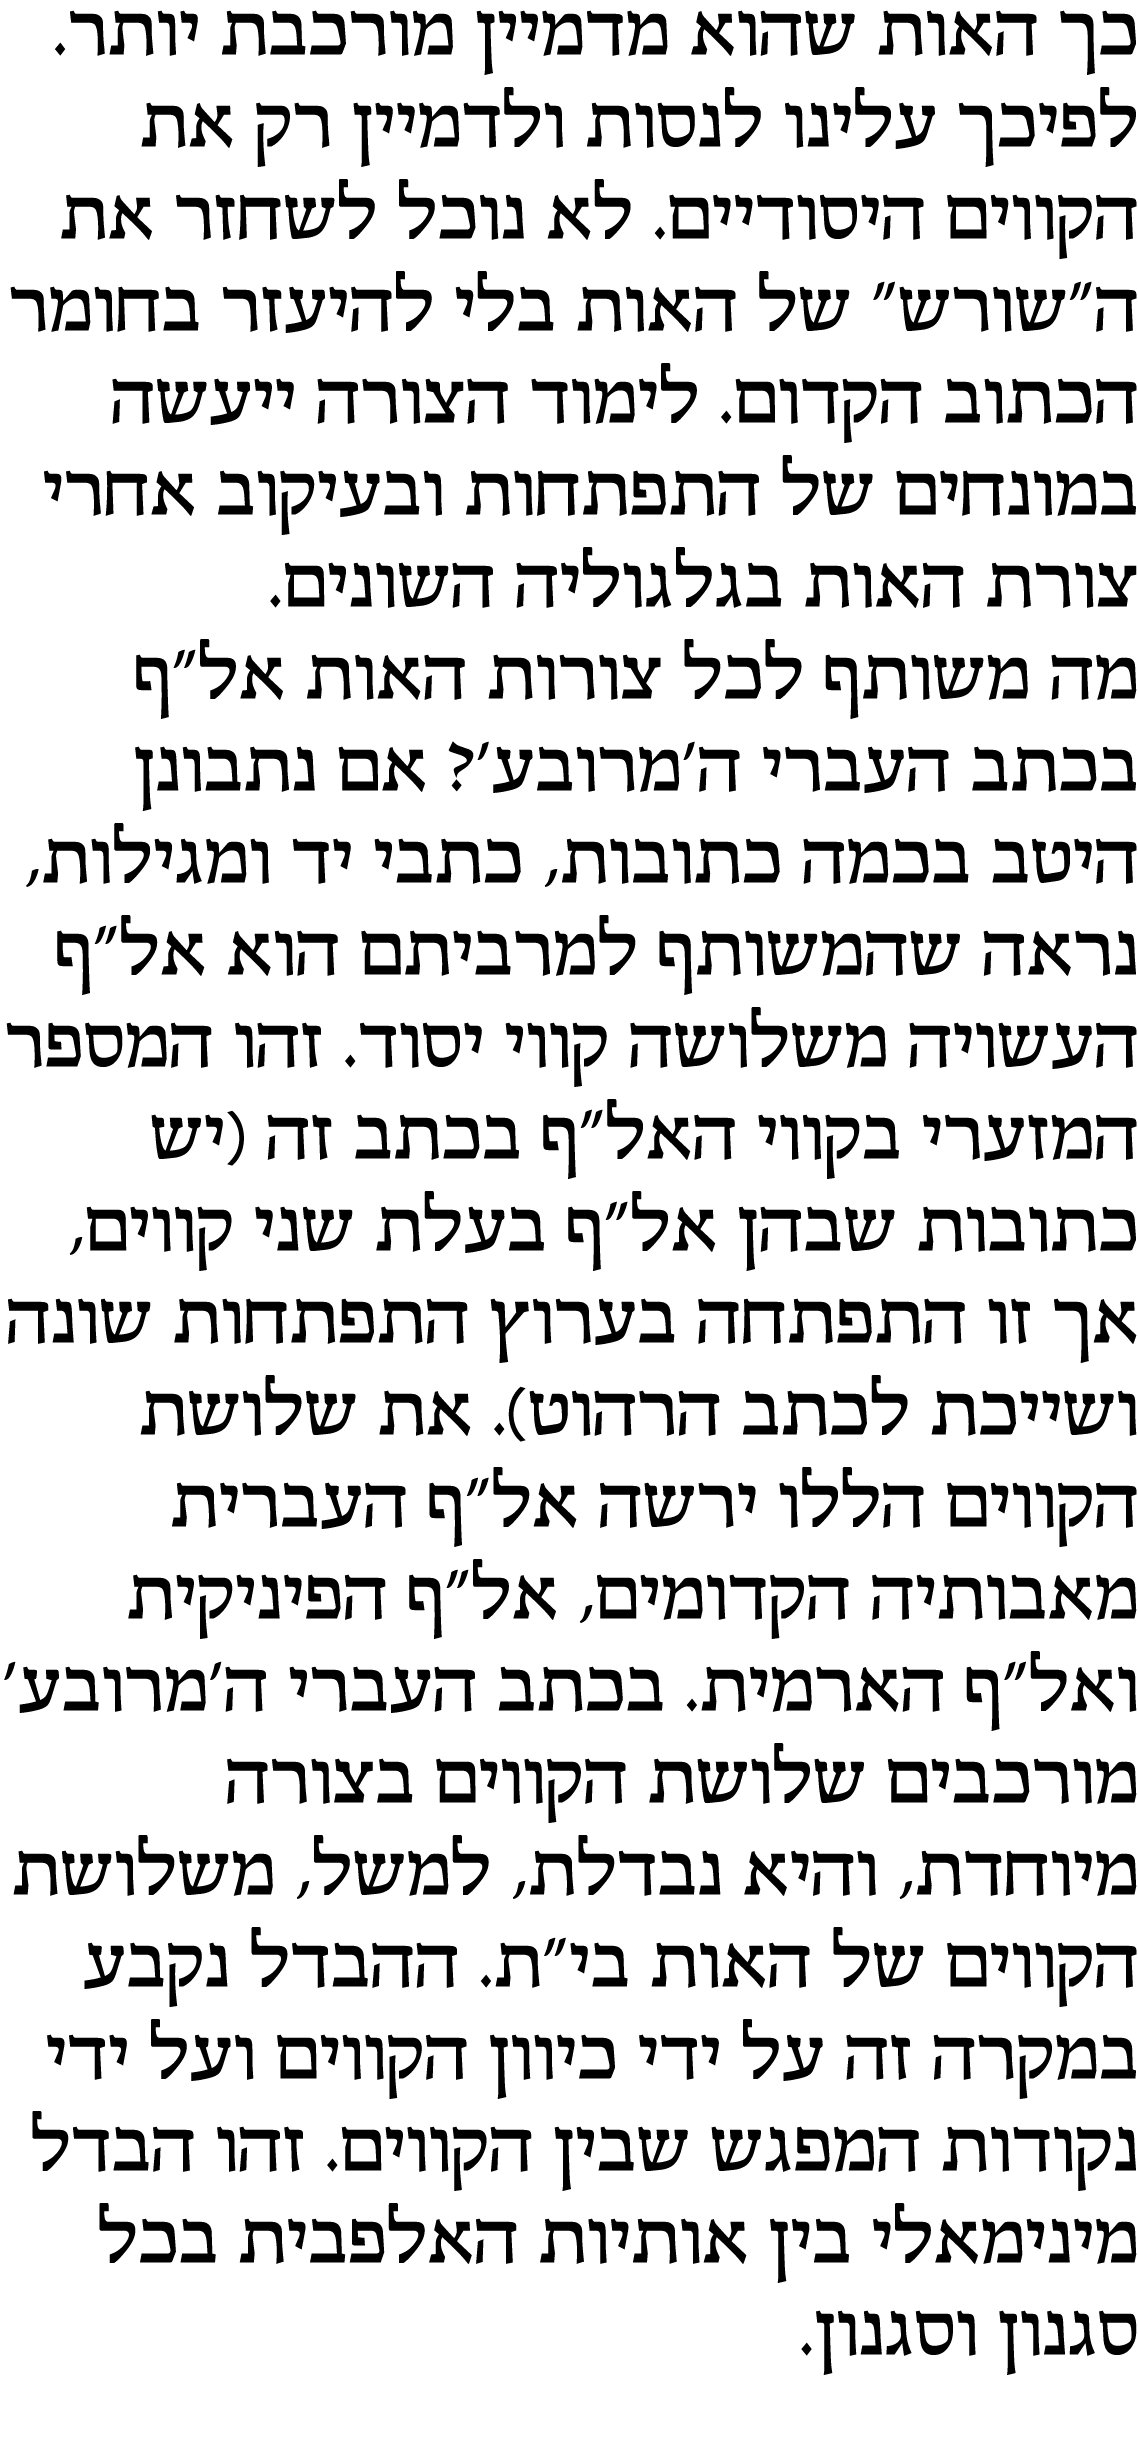 כך האות שהוא מדמיין מורכבת יותר.
לפיכך עלינו לנסות ולדמיין רק את
הקווים היסודיים. לא נוכל לשחזר את
ה"שורש" של האות בלי להיעזר בחומר
הכתוב הקדום. לימוד הצורה ייעשה
במונחים של התפתחות ובעיקוב אחרי
צורת האות בגלגוליה השונים.
מה משותף לכל צורות האות אל"ף
בכתב העברי ה'מרובע'? אם נתבונן
היטב בכמה כתובות, כתבי יד ומגילות,
נראה שהמשותף למרביתם הוא אל"ף
העשויה משלושה קווי יסוד. זהו המספר
המזערי בקווי האל"ף בכתב זה (יש
כתובות שבהן אל"ף בעלת שני קווים,
אך זו התפתחה בערוץ התפתחות שונה
ושייכת לכתב הרהוט). את שלושת
הקווים הללו ירשה אל"ף העברית
מאבותיה הקדומים, אל"ף הפיניקית
ואל"ף הארמית. בכתב העברי ה'מרובע'
מורכבים שלושת הקווים בצורה
מיוחדת, והיא נבדלת, למשל, משלושת
הקווים של האות בי"ת. ההבדל נקבע
במקרה זה על ידי כיוון הקווים ועל ידי
נקודות המפגש שבין הקווים. זהו הבדל
מינימאלי בין אותיות האלפבית בכל
סגנון וסגנון.